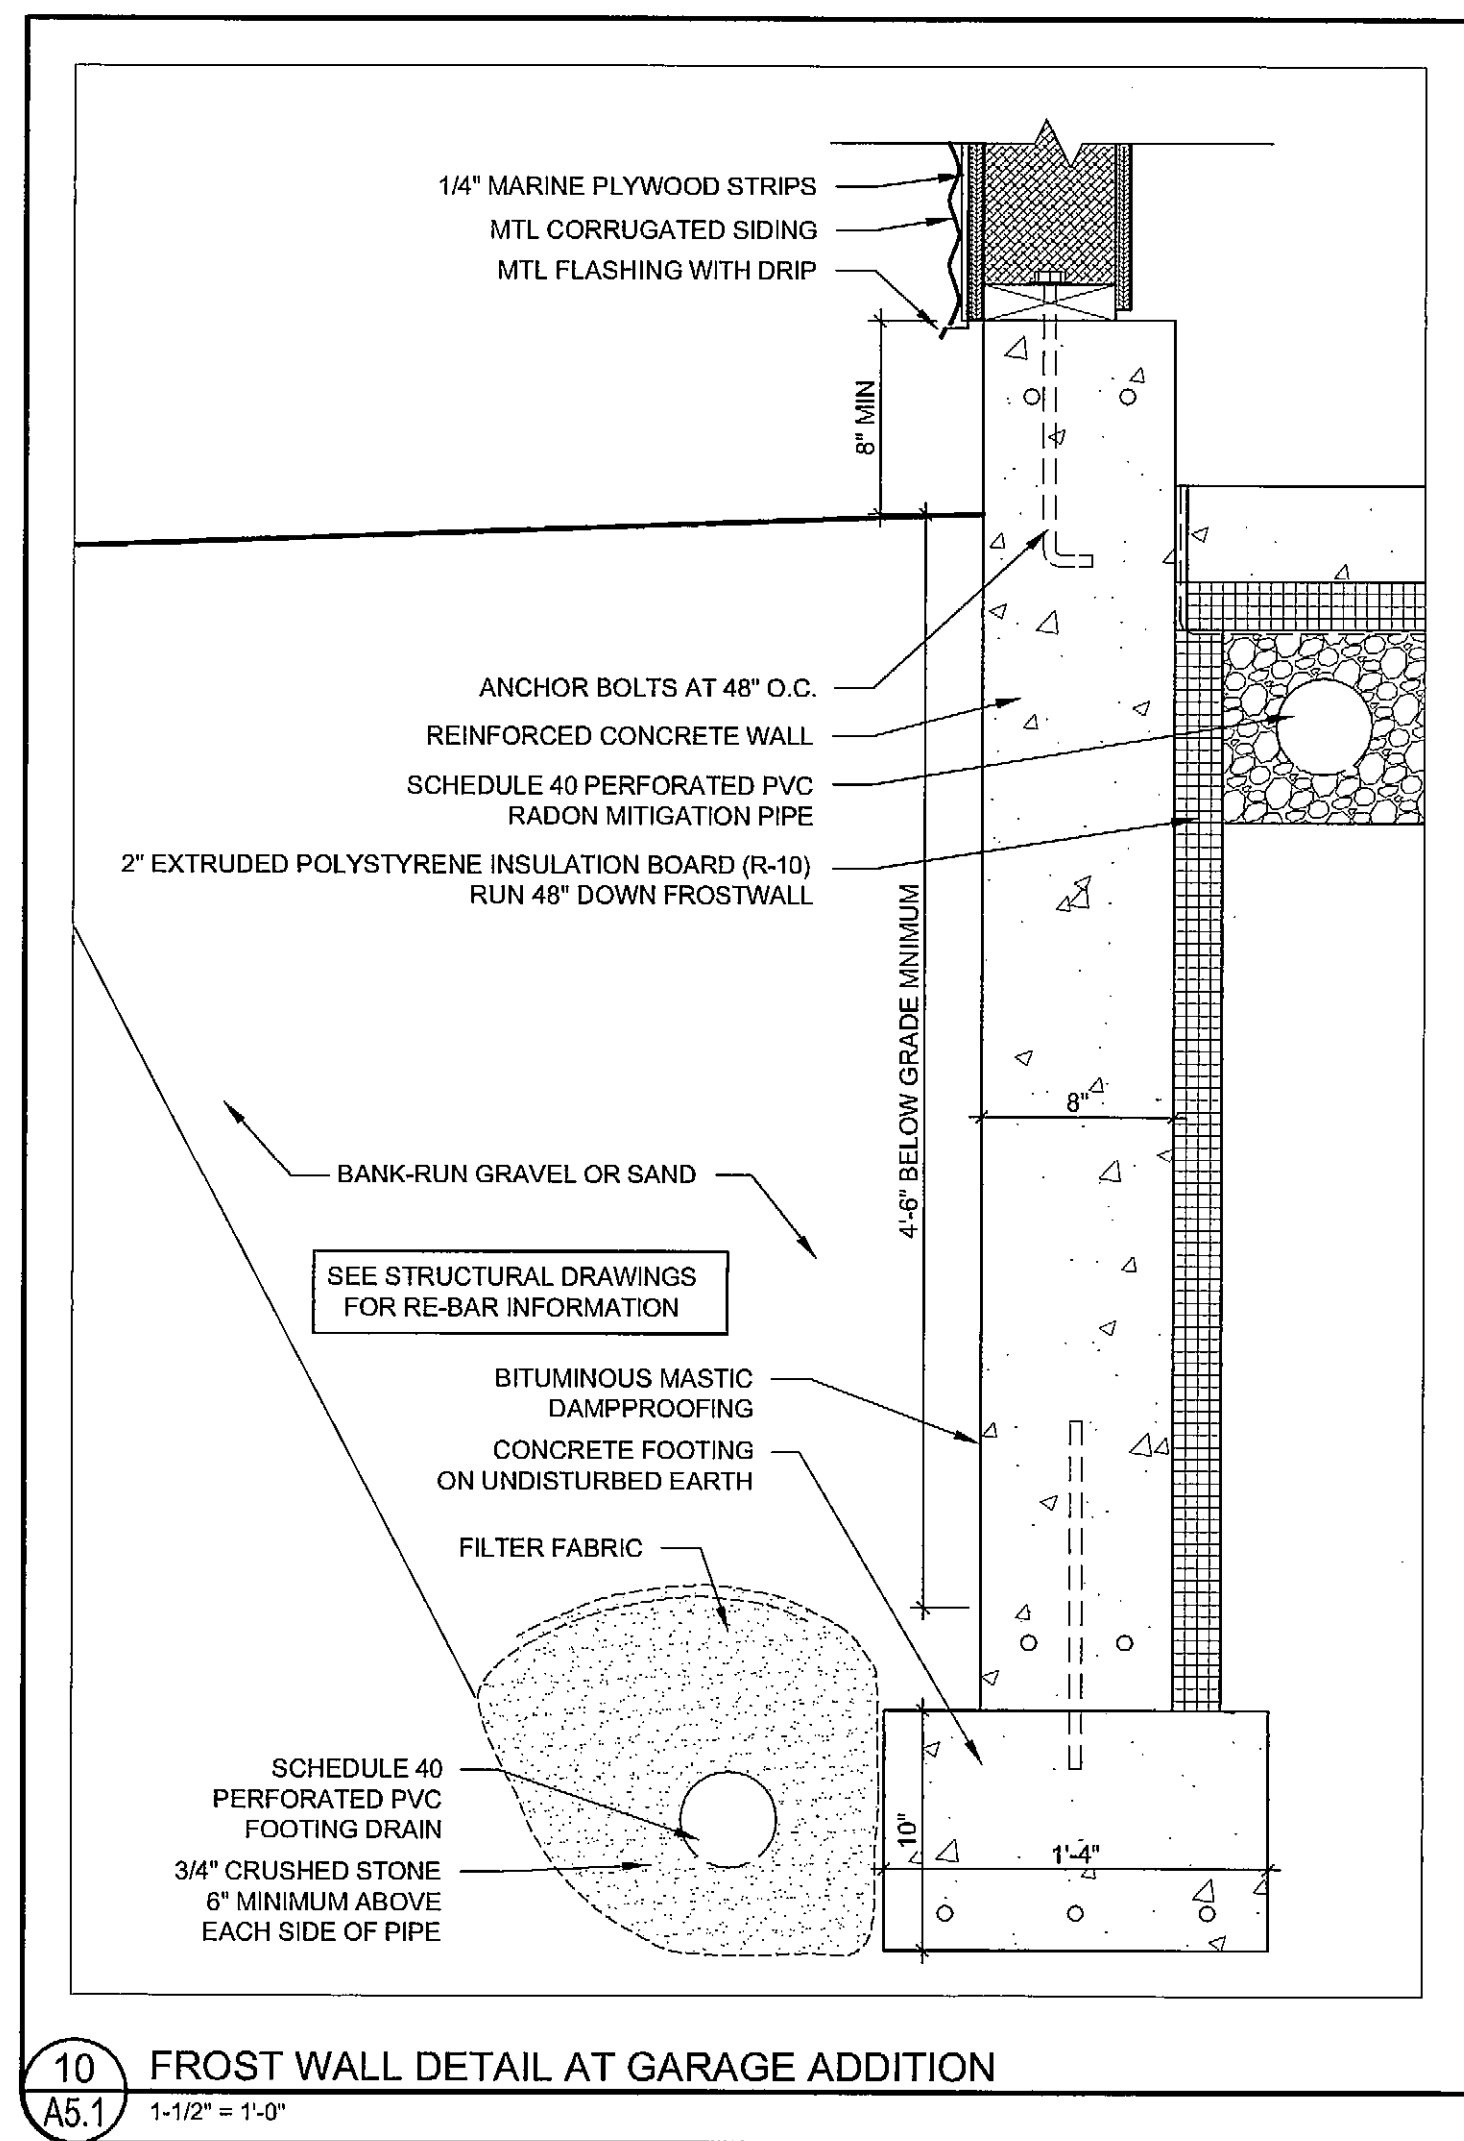 1/4" MARINE PLYWOOD STRIPS
MTL CORRUGATED SIDING
MTL FLASHING WITH DRIP
8" MIN
ANCHOR BOLTS AT 48" O.C.
REINFORCED CONCRETE WALL
SCHEDULE 40 PERFORATED PVC
RADON MITIGATION PIPE
2" EXTRUDED POLYSTYRENE INSULATION BOARD (R-10)
RUN 48" DOWN FROSTWALL
4'-6" BELOW GRADE MNIMUM
8"
BANK-RUN GRAVEL OR SAND
SEE STRUCTURAL DRAWINGS
FOR RE-BAR INFORMATION
BITUMINOUS MASTIC
DAMPPROOFING
CONCRETE FOOTING
ON UNDISTURBED EARTH
FILTER FABRIC
SCHEDULE 40
PERFORATED PVC
FOOTING DRAIN
3/4" CRUSHED STONE
6" MINIMUM ABOVE
EACH SIDE OF PIPE
10"
1'-4"
10
A5.1
FROST WALL DETAIL AT GARAGE ADDITION
1-1/2" = 1'-0"